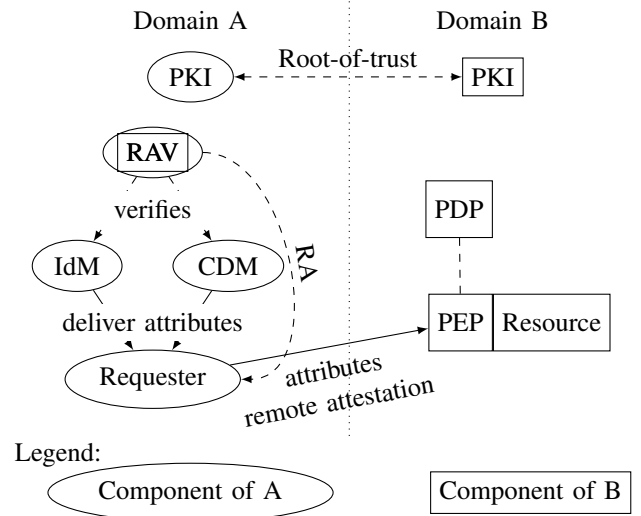 Domain A
Domain B
PKI
Root-of-trust
PKI
RAV
verifies
PDP
RA
IdM
CDM
deliver attributes
PEP
Resource
Requester
attributes
remote attestation
Legend:
Component of A
Component of B